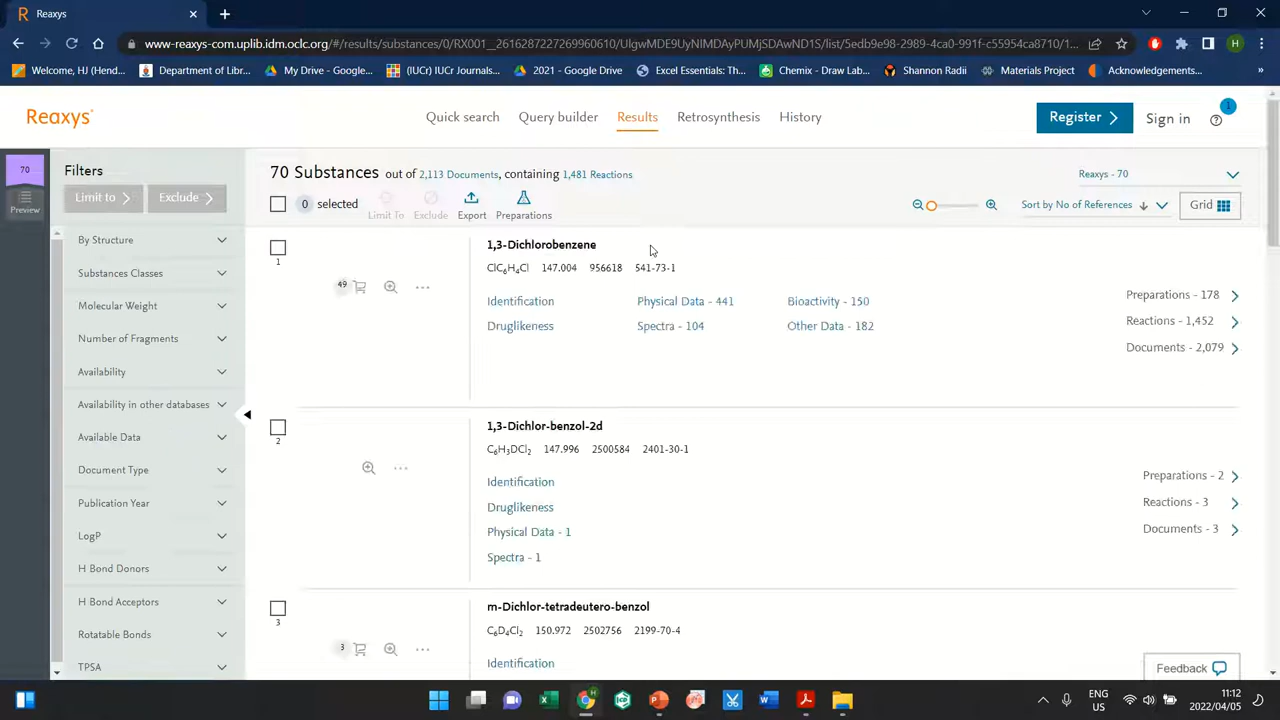 Reaxys
www-reaxys-com.uplib.idm.oclc.org/#/results/substances/0/RX001__2616287227269960610/UlgwMDE9UyNIMDAyPUMjSDAwND1S/list/5edb9e98-2989-4ca0-991f-c55954ca8710/1...
H
Welcome, HJ (Hend...
Department of Libr...
My Drive - Google...
(IUCr) IUCr Journals...
2021 - Google Drive
Excel Essentials: Th...
Chemix - Draw Lab...
Shannon Radii
Materials Project
Acknowledgements...
Reaxys
Quick search
Query builder
Results
Retrosynthesis
History
Register
Sign in
70
Preview
Filters
Limit to
Exclude
By Structure
Substances Classes
Molecular Weight
Number of Fragments
Availability
Availability in other databases
Available Data
Document Type
Publication Year
LogP
H Bond Donors
H Bond Acceptors
Rotatable Bonds
TPSA
70 Substances out of 2,113 Documents, containing 1,481 Reactions
Reaxys - 70
0 selected
Limit To
Exclude
Export
Preparations
Sort by No of References
Grid
1
1,3-Dichlorobenzene
ClC₆H₄Cl 147.004 956618 541-73-1
49
Identification
Physical Data - 441
Bioactivity - 150
Druglikeness
Spectra - 104
Other Data - 182
Preparations - 178
Reactions - 1,452
Documents - 2,079
2
1,3-Dichlor-benzol-2d
C₆H₃DCl₂ 147.996 2500584 2401-30-1
Identification
Druglikeness
Physical Data - 1
Spectra - 1
Preparations - 2
Reactions - 3
Documents - 3
3
m-Dichlor-tetradeutero-benzol
C₆D₄Cl₂ 150.972 2502756 2199-70-4
3
Identification
Feedback
ENG
US
11:12
2022/04/05